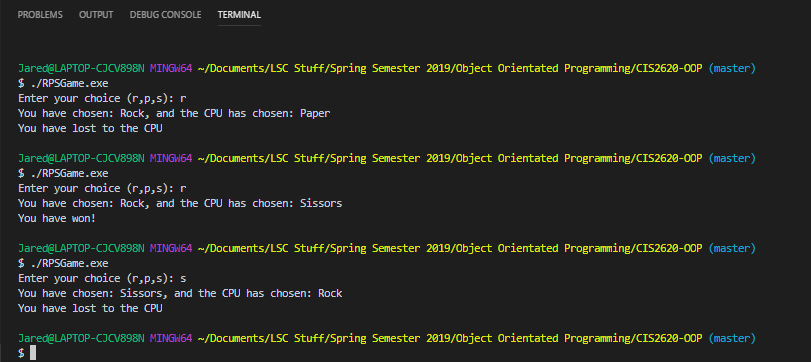 PROBLEMS OUTPUT DEBUG CONSOLE TERMINAL
Jared@LAPTOP-CJCV898N MINGW64 ~/Documents/LSC Stuff/Spring Semester 2019/Object Orientated Programming/CIS2620-OOP (master)
$ ./RPSGame.exe
Enter your choice (r,p,s): r
You have chosen: Rock, and the CPU has chosen: Paper
You have lost to the CPU
Jared@LAPTOP-CJCV898N MINGW64 ~/Documents/LSC Stuff/Spring Semester 2019/Object Orientated Programming/CIS2620-OOP (master)
$ ./RPSGame.exe
Enter your choice (r,p,s): r
You have chosen: Rock, and the CPU has chosen: Sissors
You have won!
Jared@LAPTOP-CJCV898N MINGW64 ~/Documents/LSC Stuff/Spring Semester 2019/Object Orientated Programming/CIS2620-OOP (master)
$ ./RPSGame.exe
Enter your choice (r,p,s): s
You have chosen: Sissors, and the CPU has chosen: Rock
You have lost to the CPU
Jared@LAPTOP-CJCV898N MINGW64 ~/Documents/LSC Stuff/Spring Semester 2019/Object Orientated Programming/CIS2620-OOP (master)
$